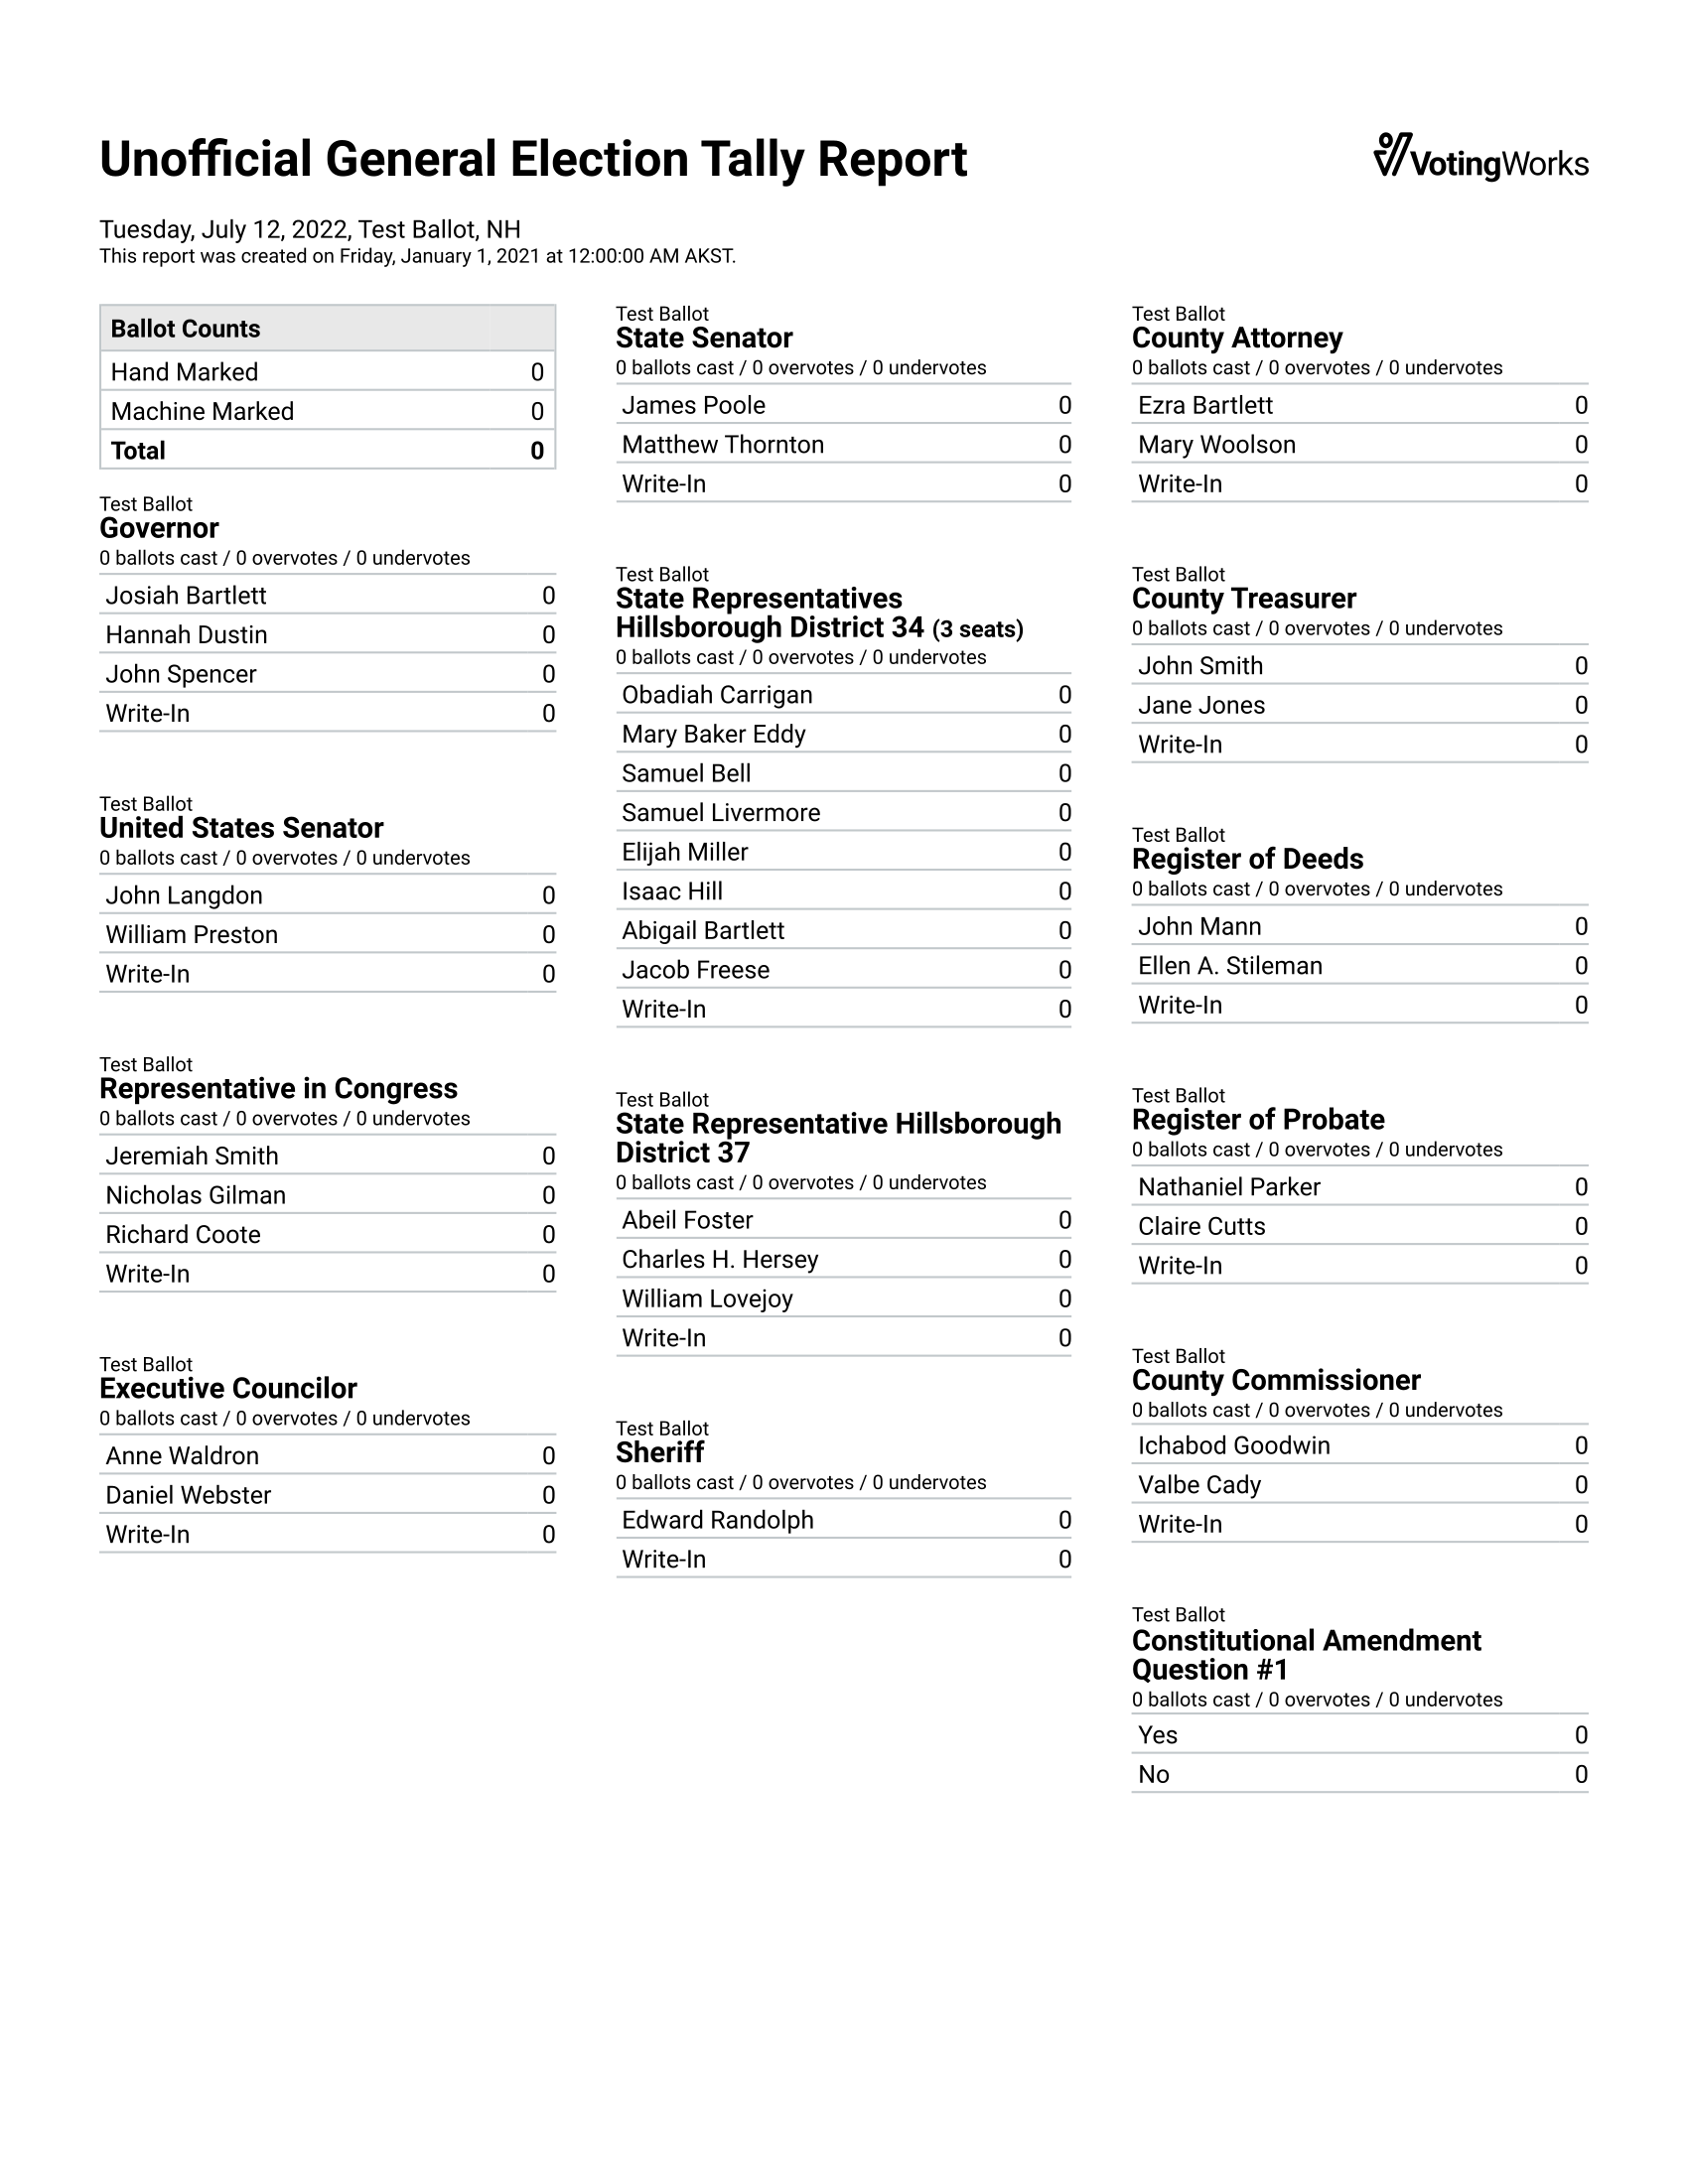 Unofficial General Election Tally Report
VotingWorks
Tuesday, July 12, 2022, Test Ballot, NH
This report was created on Friday, January 1, 2021 at 12:00:00 AM AKST.
Ballot Counts
Hand Marked 0
Machine Marked 0
Total 0
Test Ballot
Governor
0 ballots cast / 0 overvotes / 0 undervotes
Josiah Bartlett 0
Hannah Dustin 0
John Spencer 0
Write-In 0
Test Ballot
United States Senator
0 ballots cast / 0 overvotes / 0 undervotes
John Langdon 0
William Preston 0
Write-In 0
Test Ballot
Representative in Congress
0 ballots cast / 0 overvotes / 0 undervotes
Jeremiah Smith 0
Nicholas Gilman 0
Richard Coote 0
Write-In 0
Test Ballot
Executive Councilor
0 ballots cast / 0 overvotes / 0 undervotes
Anne Waldron 0
Daniel Webster 0
Write-In 0
Test Ballot
State Senator
0 ballots cast / 0 overvotes / 0 undervotes
James Poole 0
Matthew Thornton 0
Write-In 0
Test Ballot
State Representatives
Hillsborough District 34 (3 seats)
0 ballots cast / 0 overvotes / 0 undervotes
Obadiah Carrigan 0
Mary Baker Eddy 0
Samuel Bell 0
Samuel Livermore 0
Elijah Miller 0
Isaac Hill 0
Abigail Bartlett 0
Jacob Freese 0
Write-In 0
Test Ballot
State Representative Hillsborough
District 37
0 ballots cast / 0 overvotes / 0 undervotes
Abeil Foster 0
Charles H. Hersey 0
William Lovejoy 0
Write-In 0
Test Ballot
Sheriff
0 ballots cast / 0 overvotes / 0 undervotes
Edward Randolph 0
Write-In 0
Test Ballot
County Attorney
0 ballots cast / 0 overvotes / 0 undervotes
Ezra Bartlett 0
Mary Woolson 0
Write-In 0
Test Ballot
County Treasurer
0 ballots cast / 0 overvotes / 0 undervotes
John Smith 0
Jane Jones 0
Write-In 0
Test Ballot
Register of Deeds
0 ballots cast / 0 overvotes / 0 undervotes
John Mann 0
Ellen A. Stileman 0
Write-In 0
Test Ballot
Register of Probate
0 ballots cast / 0 overvotes / 0 undervotes
Nathaniel Parker 0
Claire Cutts 0
Write-In 0
Test Ballot
County Commissioner
0 ballots cast / 0 overvotes / 0 undervotes
Ichabod Goodwin 0
Valbe Cady 0
Write-In 0
Test Ballot
Constitutional Amendment
Question #1
0 ballots cast / 0 overvotes / 0 undervotes
Yes 0
No 0